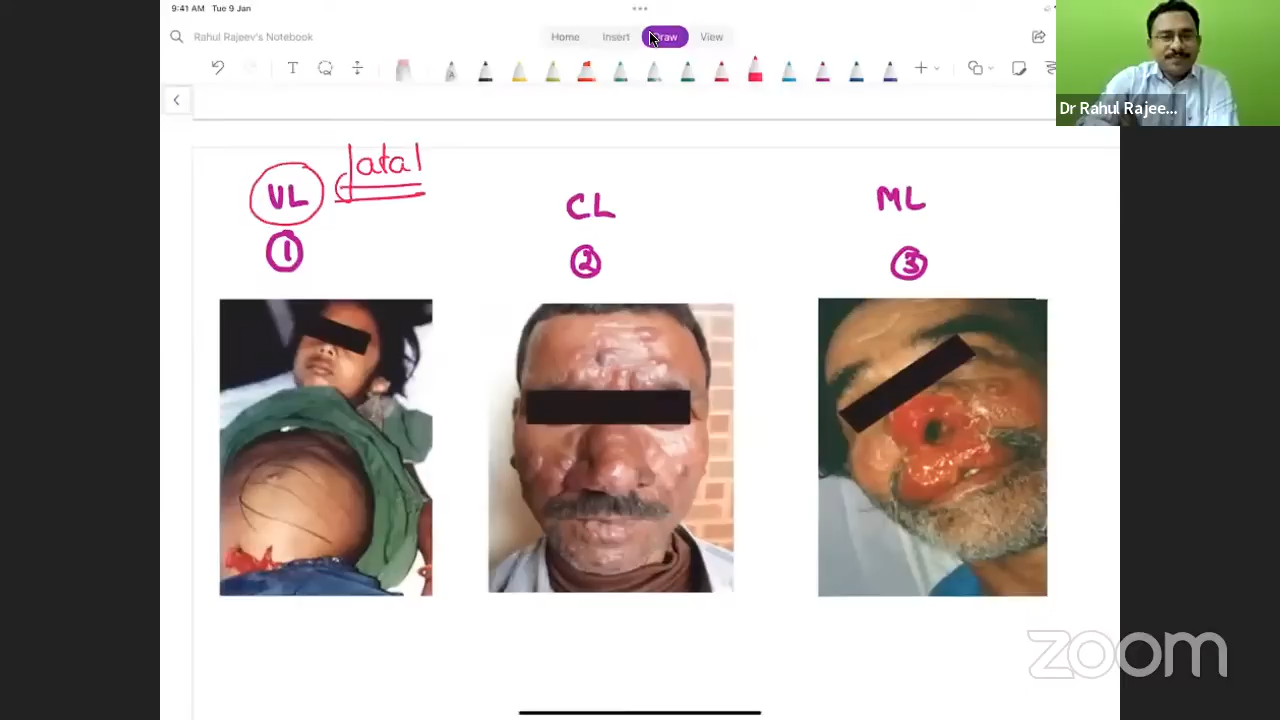 9:41 AM Tue 9 Jan
Rahul Rajeev's Notebook
Home Insert Draw View
Dr Rahul Rajee...
fatal
VL
CL
ML
1
2
3
zoom